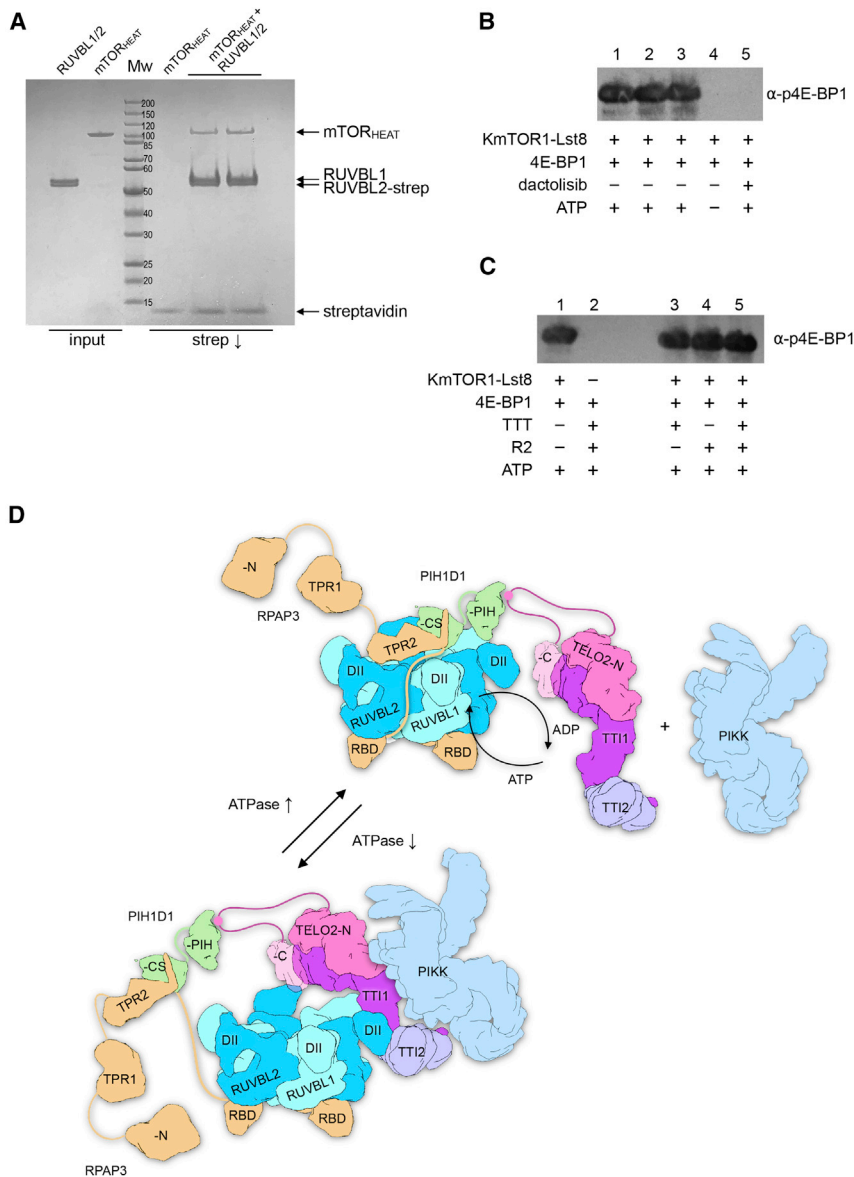 A
RUVBL1/2
mTORHEAT
Mw
mTORHEAT
mTORHEAT +
RUVBL1/2
200
150
120
100
85
70
60
50
40
30
25
20
15
mTORHEAT
RUVBL1
RUVBL2-strep
streptavidin
input
strep ↓
B
1 2 3 4 5
α-p4E-BP1
KmTOR1-Lst8 + + + + +
4E-BP1 + + + + +
dactolisib − − − − +
ATP + + + − +
C
1 2 3 4 5
α-p4E-BP1
KmTOR1-Lst8 + − + + +
4E-BP1 + + + + +
TTT − + + − +
R2 − + − + +
ATP + + + + +
D
-N
TPR1
RPAP3
PIH1D1
-CS
-PIH
TPR2
DII
DII
DII
RUVBL2
RUVBL1
RBD
RBD
ADP
ATP
-C
TELO2-N
TTI1
TTI2
+
PIKK
ATPase ↑
ATPase ↓
PIH1D1
-PIH
-CS
TPR2
TPR1
-N
RPAP3
TELO2-N
-C
TTI1
TTI2
PIKK
DII
DII
DII
RUVBL2
RUVBL1
RBD
RBD